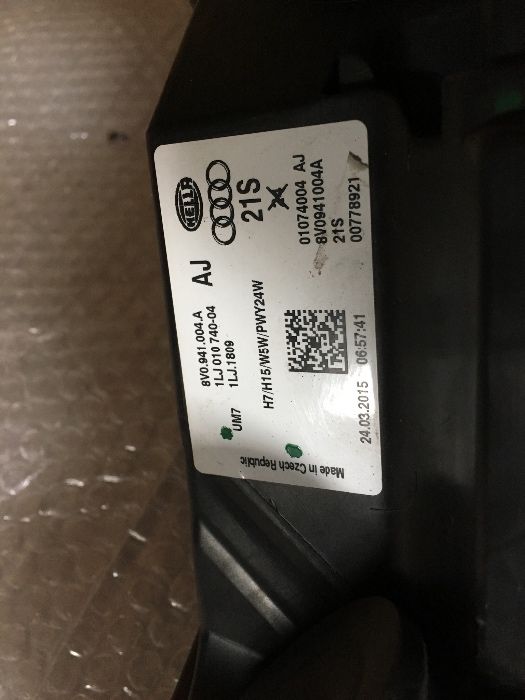 HELLA
21S
01074004 AJ
8V0941004A
21S
00778921
AJ
8V0.941.004.A
1LJ 010 740-04
1LJ.1809
H7/H15/W5W/PWY24W
UM7
24.03.2015 06:57:41
Made in Czech Republic